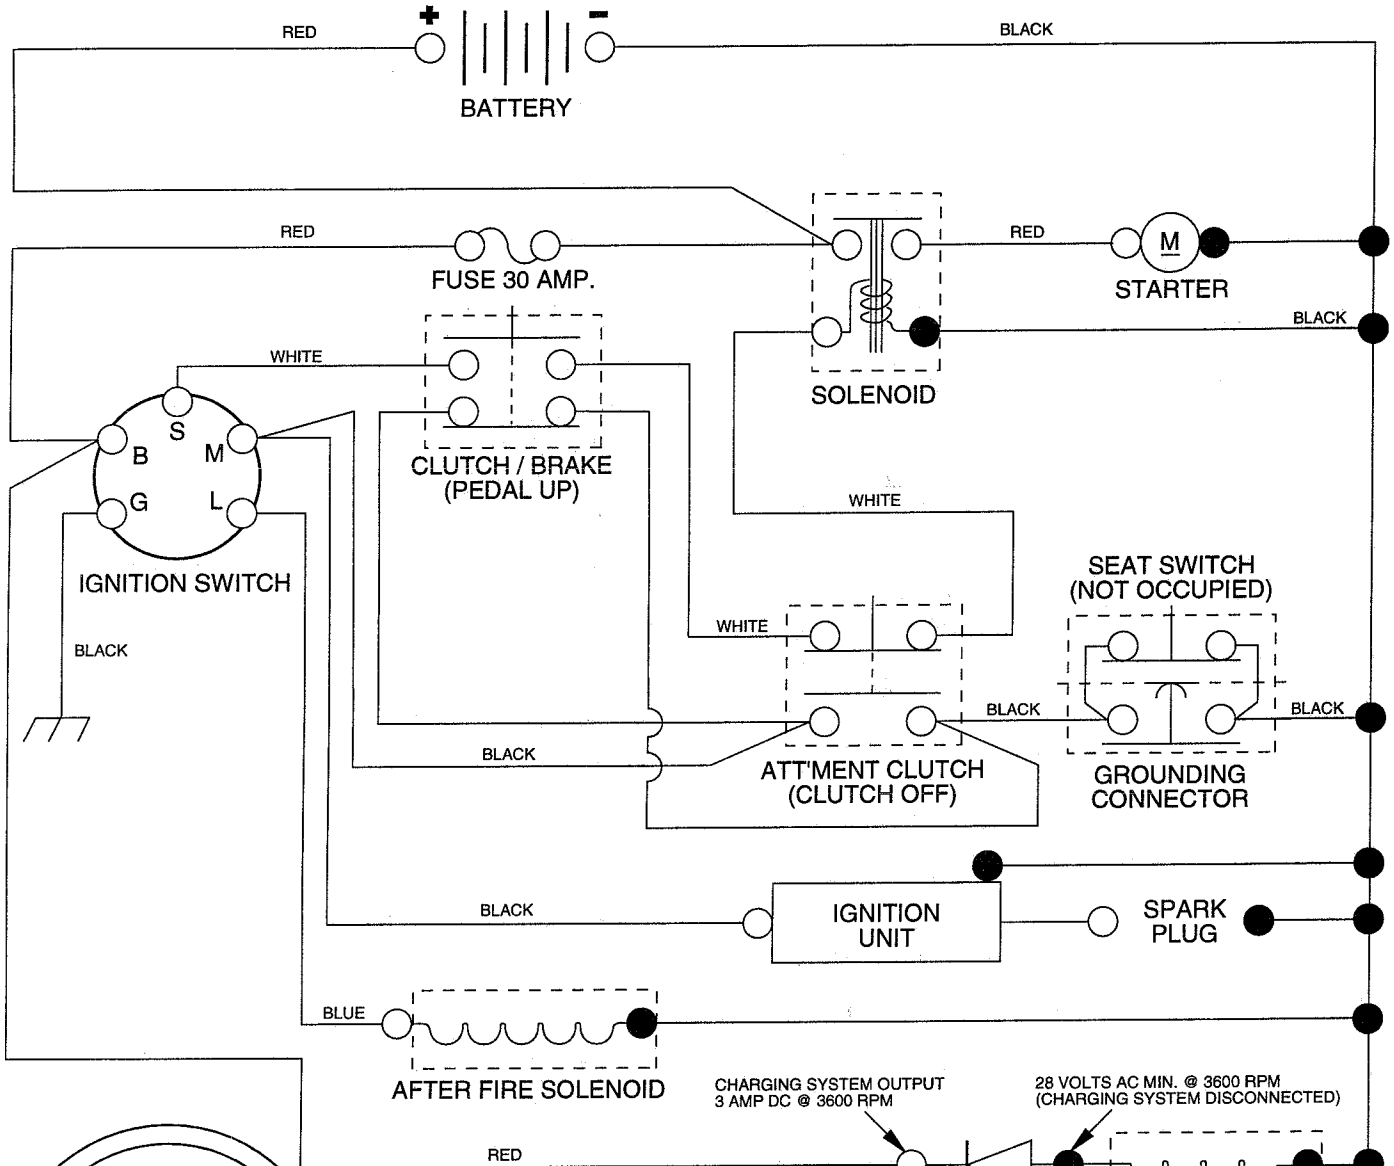 RED
+
-
BLACK
BATTERY
RED
FUSE 30 AMP.
RED
M
STARTER
BLACK
SOLENOID
WHITE
S
B
M
G
L
IGNITION SWITCH
CLUTCH / BRAKE
(PEDAL UP)
WHITE
BLACK
SEAT SWITCH
(NOT OCCUPIED)
WHITE
BLACK
BLACK
BLACK
ATT'MENT CLUTCH
(CLUTCH OFF)
GROUNDING
CONNECTOR
BLACK
IGNITION
UNIT
SPARK
PLUG
BLUE
AFTER FIRE SOLENOID
CHARGING SYSTEM OUTPUT
3 AMP DC @ 3600 RPM
28 VOLTS AC MIN. @ 3600 RPM
(CHARGING SYSTEM DISCONNECTED)
RED